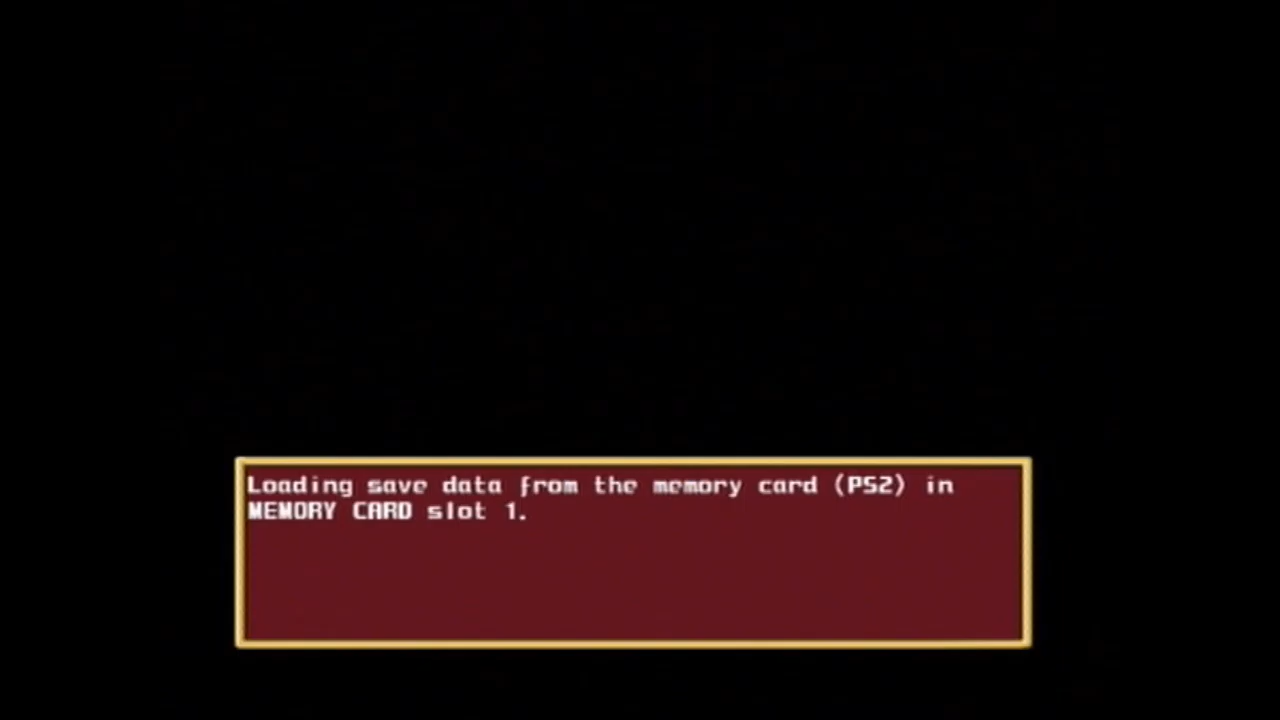 Loading save data from the memory card (PS2) in
MEMORY CARD slot 1.